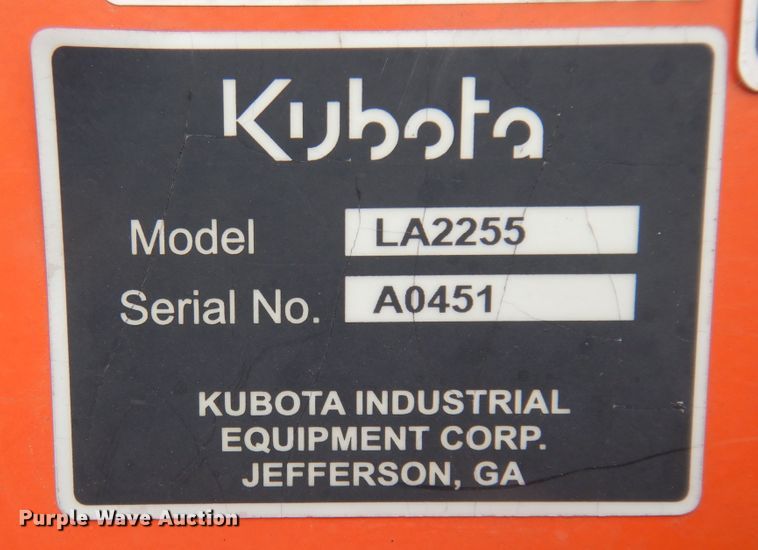 Kubota
Model LA2255
Serial No. A0451
KUBOTA INDUSTRIAL
EQUIPMENT CORP.
JEFFERSON, GA
Purple Wave Auction